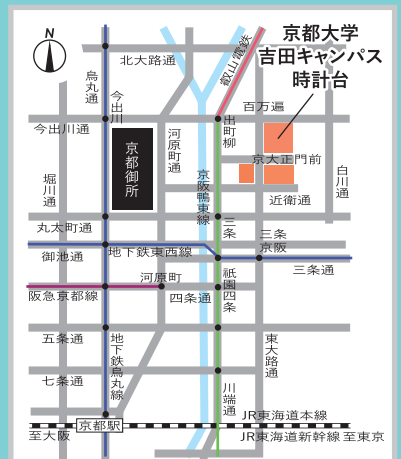 N
京都大学
吉田キャンパス
時計台
北大路通
叡山電鉄
烏丸通
今出川
百万遍
今出川通
出町柳
京都御所
河原町通
京大正門前
白川通
堀川通
京阪鴨東線
近衛通
丸太町通
三条
三条
京阪
御池通
地下鉄東西線
三条通
河原町
阪急京都線
四条通
祇園四条
五条通
地下鉄烏丸線
東大路通
七条通
川端通
JR東海道本線
京都駅
至大阪
JR東海道新幹線 至東京